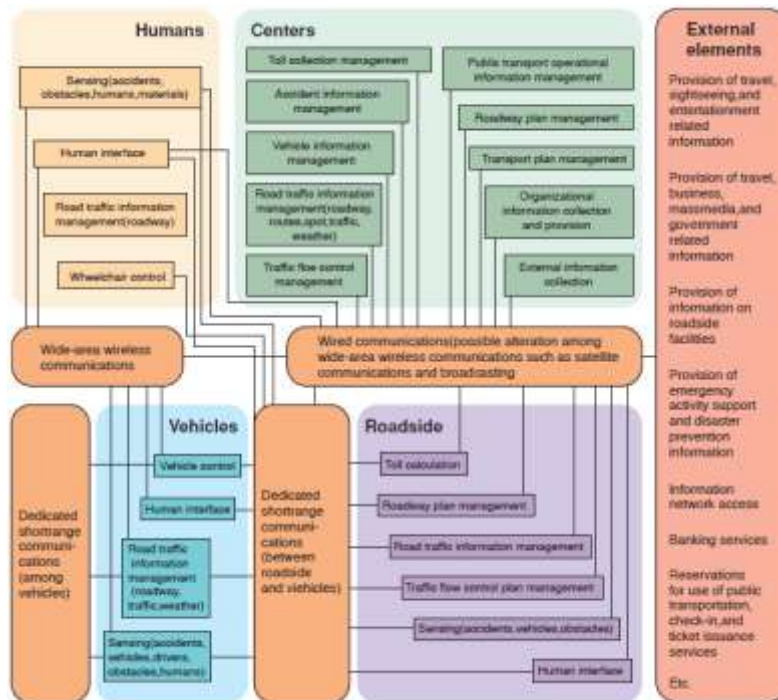 Humans
Sensing(accidents,
obstacles,humans,materials)
Human interface
Road traffic information
management(roadway)
Wheelchair control
Centers
Toll collection management
Accident information
management
Vehicle information
management
Road traffic information
management(roadway,
routes,spot,traffic,
weather)
Traffic flow control
management
Public transport operational
information management
Roadway plan management
Transport plan management
Organizational
information collection
and provision
External infomation
collection
Wide-area wireless
communications
Wired communications(possible alteration among
wide-area wireless communications such as satellite
communications and broadcasting
Dedicated
shortrange
communi-
cations
(among
vehicles)
Vehicles
Vehicle control
Human interface
Road traffic
information
management
(roadway,
traffic,weather)
Sensing(accidents,
vehicles,drivers,
obstacles,humans)
Dedicated
shortrange
communi-
cations
(between
roadside
and viehicles)
Roadside
Toll calculation
Roadway plan management
Road traffic information management
Traffic flow control plan management
Sensing(accidents,vehicles,obstacles)
Human interface
External
elements
Provision of travel,
sightseeing,and
entertainment
related
information
Provision of travel,
business,
massmedia,and
government
related
information
Provision of
information on
roadside
facilities
Provision of
emergency
activity support
and disaster
prevention
information
Information
network access
Banking services
Reservations
for use of public
transportation,
check-in,and
ticket issuance
services
Etc.